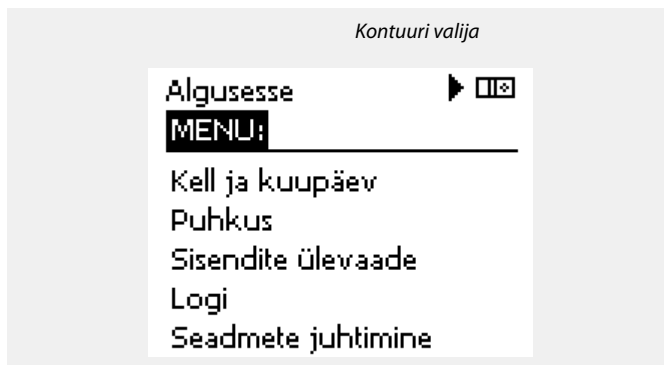 Kontuuri valija
Algusesse
MENU:
Kell ja kuupäev
Puhkus
Sisendite ülevaade
Logi
Seadmete juhtimine